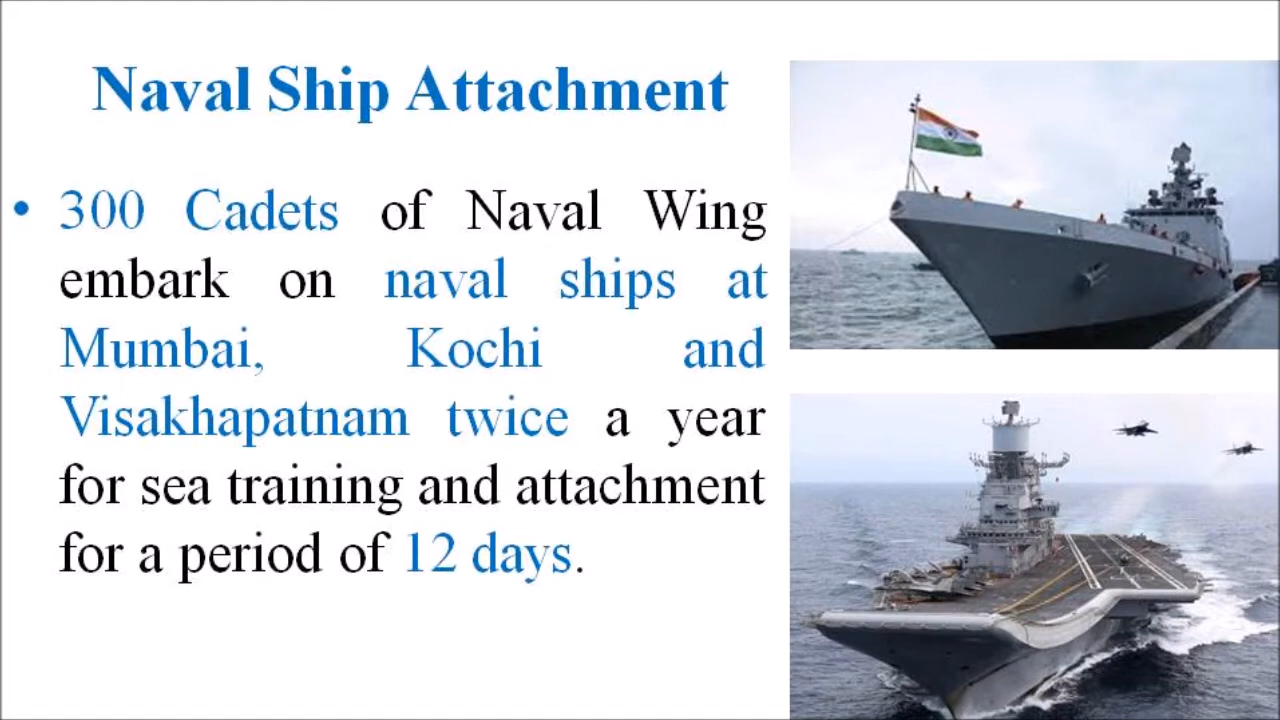 Naval Ship Attachment
• 300 Cadets of Naval Wing
embark on naval ships at
Mumbai, Kochi and
Visakhapatnam twice a year
for sea training and attachment
for a period of 12 days.